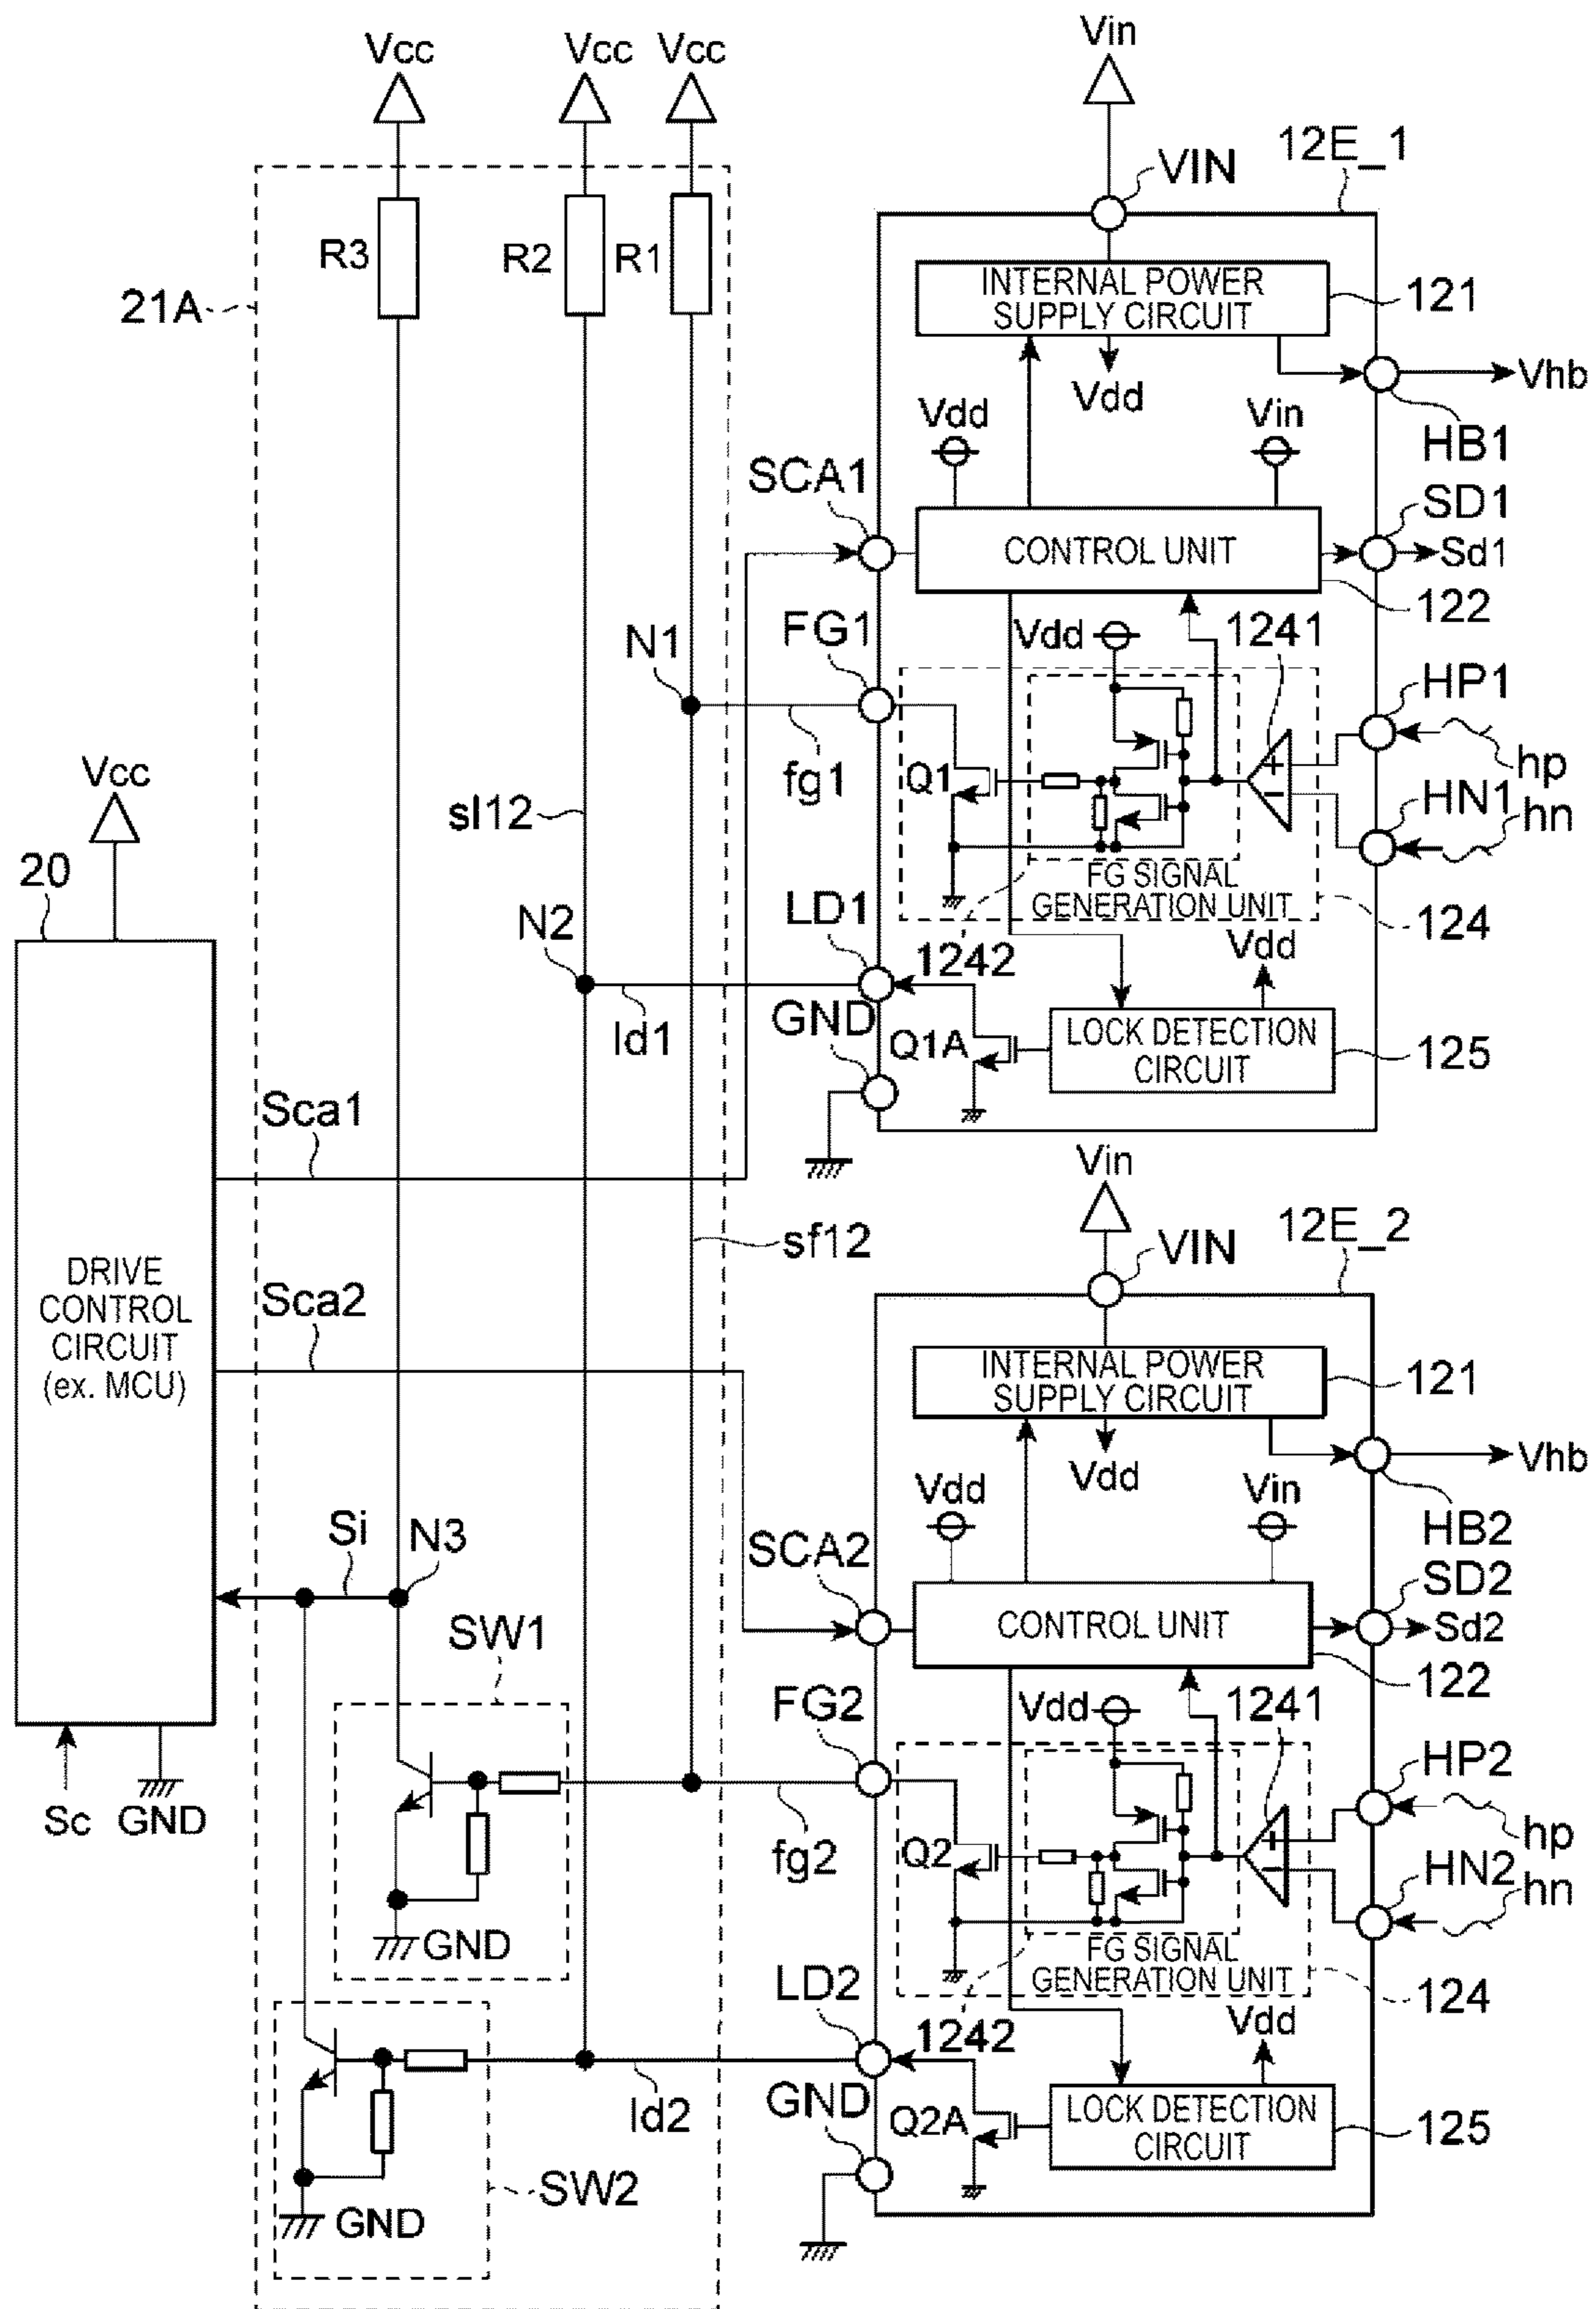 Vcc
Vcc
Vcc
Vin
12E_1
VIN
R3
R2
R1
21A
INTERNAL POWER
SUPPLY CIRCUIT
121
Vdd
Vhb
Vdd
Vin
HB1
SCA1
SD1
CONTROL UNIT
Sd1
122
N1
FG1
Vdd
1241
HP1
hp
fg1
Q1
HN1
hn
Vcc
sl12
20
FG SIGNAL
GENERATION UNIT
124
N2
LD1
1242
Vdd
ld1
GND
Q1A
LOCK DETECTION
CIRCUIT
125
Sca1
Vin
12E_2
sf12
VIN
DRIVE
CONTROL
CIRCUIT
(ex. MCU)
Sca2
INTERNAL POWER
SUPPLY CIRCUIT
121
Vdd
Vhb
Vdd
Vin
HB2
Si
N3
SCA2
SD2
CONTROL UNIT
Sd2
SW1
122
FG2
Vdd
1241
HP2
Sc
GND
hp
fg2
Q2
HN2
hn
GND
FG SIGNAL
GENERATION UNIT
124
LD2
1242
Vdd
ld2
GND
Q2A
LOCK DETECTION
CIRCUIT
125
SW2
GND